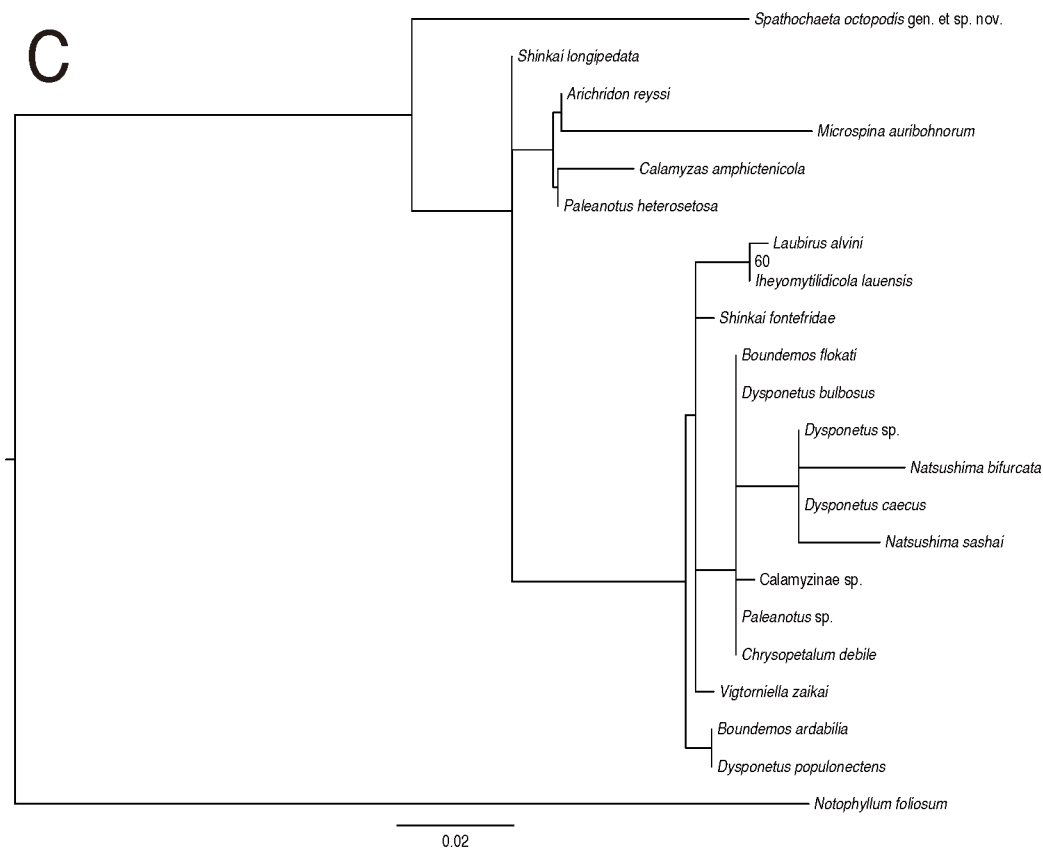 C
Spathochaeta octopodis gen. et sp. nov.
Shinkai longipedata
Arichridon reyssi
Microspina auribohnorum
Calamyzas amphictenicola
Paleanotus heterosetosa
Laubirus alvini
60
Iheyomytilidicola lauensis
Shinkai fontefridae
Boundemos flokati
Dysponetus bulbosus
Dysponetus sp.
Natsushima bifurcata
Dysponetus caecus
Natsushima sashai
Calamyzinae sp.
Paleanotus sp.
Chrysopetalum debile
Vigtorniella zaikai
Boundemos ardabilia
Dysponetus populonectens
Notophyllum foliosum
0.02